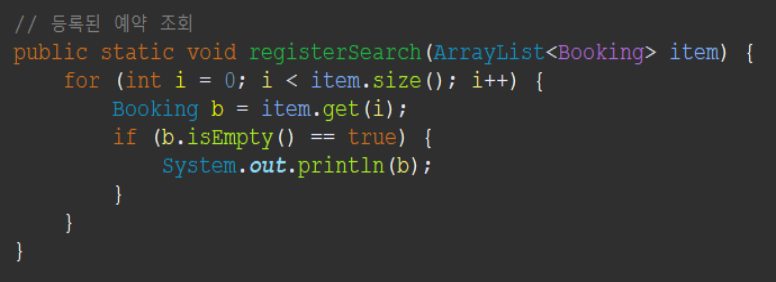 // 등록된 예약 조회
public static void registerSearch(ArrayList<Booking> item) {
    for (int i = 0; i < item.size(); i++) {
        Booking b = item.get(i);
        if (b.isEmpty() == true) {
            System.out.println(b);
        }
    }
}